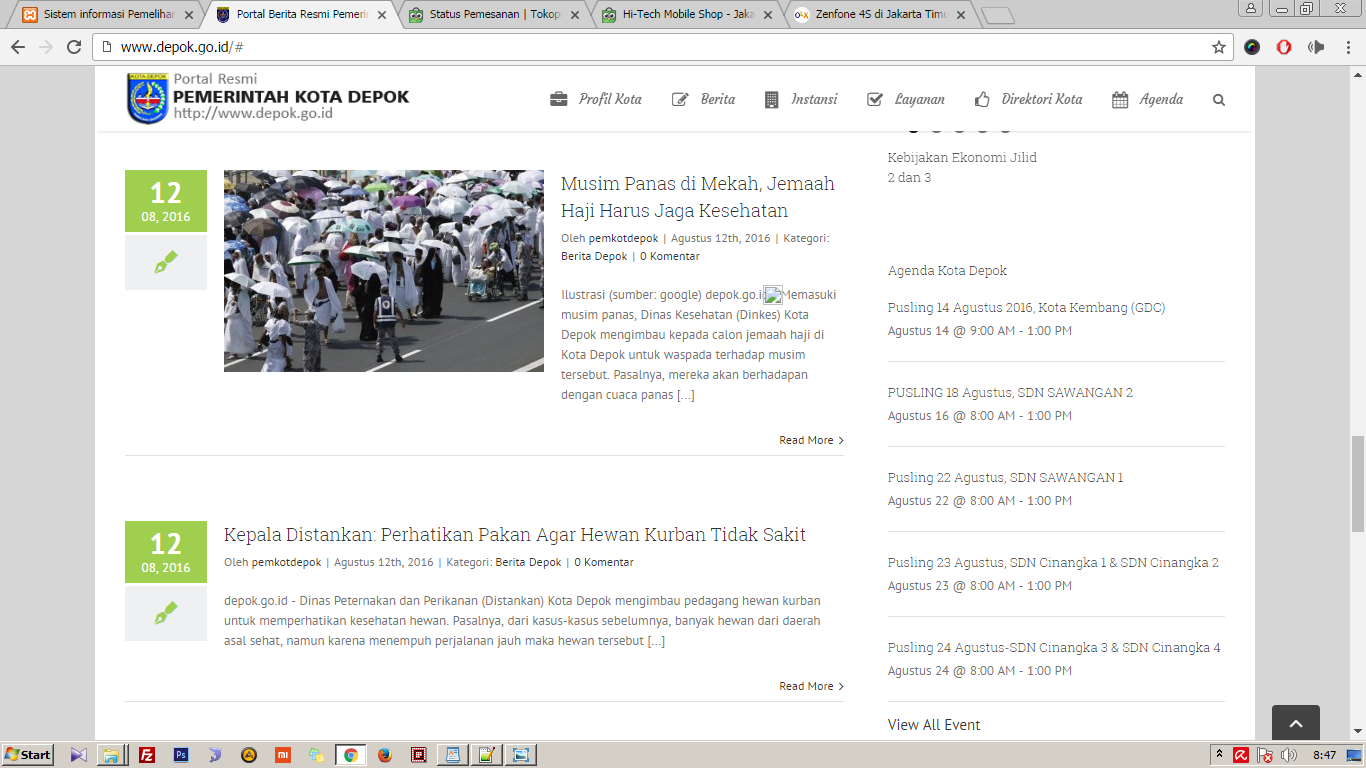 Sistem informasi Pemelihar
Portal Berita Resmi Pemerin
Status Pemesanan | Tokop
Hi-Tech Mobile Shop - Jaka
Zenfone 4S di Jakarta Timu
www.depok.go.id/#
Portal Resmi
PEMERINTAH KOTA DEPOK
http://www.depok.go.id
Profil Kota
Berita
Instansi
Layanan
Direktori Kota
Agenda
12
08, 2016
Musim Panas di Mekah, Jemaah
Haji Harus Jaga Kesehatan
Oleh pemkotdepok | Agustus 12th, 2016 | Kategori:
Berita Depok | 0 Komentar
Ilustrasi (sumber: google) depok.go.id Memasuki
musim panas, Dinas Kesehatan (Dinkes) Kota
Depok mengimbau kepada calon jemaah haji di
Kota Depok untuk waspada terhadap musim
tersebut. Pasalnya, mereka akan berhadapan
dengan cuaca panas [...]
Read More >
12
08, 2016
Kepala Distankan: Perhatikan Pakan Agar Hewan Kurban Tidak Sakit
Oleh pemkotdepok | Agustus 12th, 2016 | Kategori: Berita Depok | 0 Komentar
depok.go.id - Dinas Peternakan dan Perikanan (Distankan) Kota Depok mengimbau pedagang hewan kurban
untuk memperhatikan kesehatan hewan. Pasalnya, dari kasus-kasus sebelumnya, banyak hewan dari daerah
asal sehat, namun karena menempuh perjalanan jauh maka hewan tersebut [...]
Read More >
Kebijakan Ekonomi Jilid
2 dan 3
Agenda Kota Depok
Pusling 14 Agustus 2016, Kota Kembang (GDC)
Agustus 14 @ 9:00 AM - 1:00 PM
PUSLING 18 Agustus, SDN SAWANGAN 2
Agustus 16 @ 8:00 AM - 1:00 PM
Pusling 22 Agustus, SDN SAWANGAN 1
Agustus 22 @ 8:00 AM - 1:00 PM
Pusling 23 Agustus, SDN Cinangka 1 & SDN Cinangka 2
Agustus 23 @ 8:00 AM - 1:00 PM
Pusling 24 Agustus-SDN Cinangka 3 & SDN Cinangka 4
Agustus 24 @ 8:00 AM - 1:00 PM
View All Event
Start
8:47